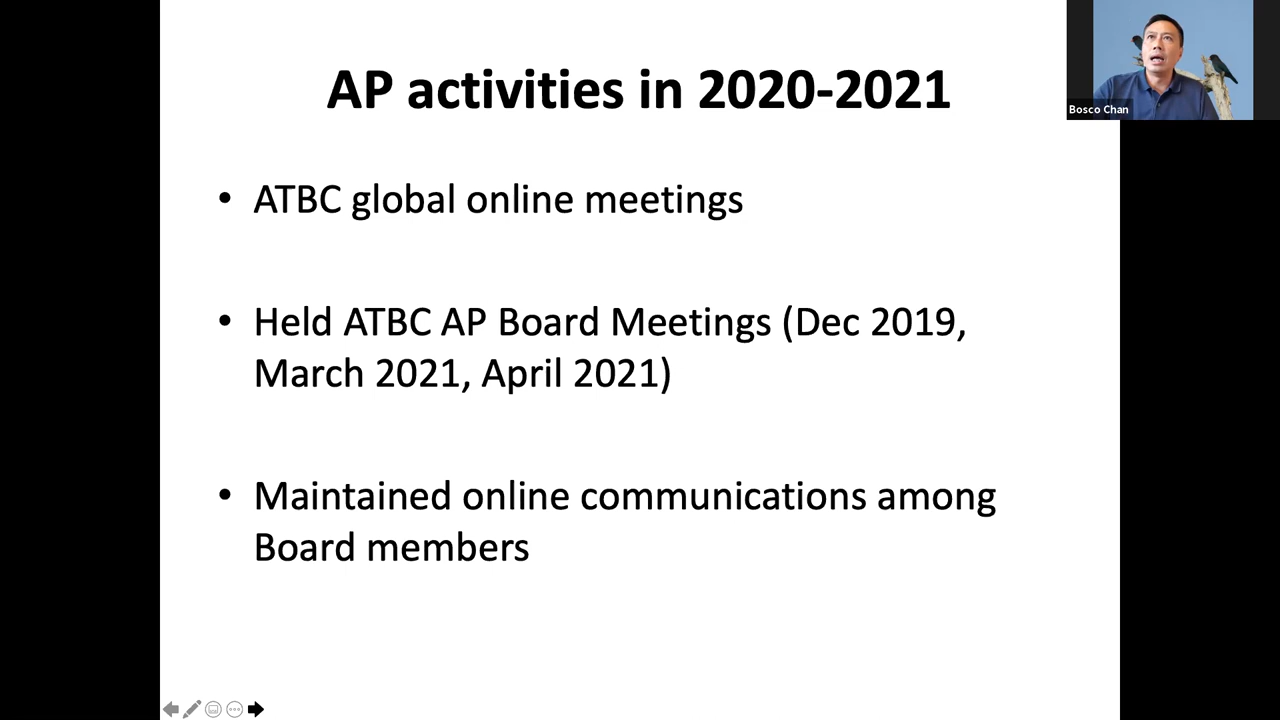 AP activities in 2020-2021
Bosco Chan
• ATBC global online meetings
• Held ATBC AP Board Meetings (Dec 2019,
March 2021, April 2021)
• Maintained online communications among
Board members